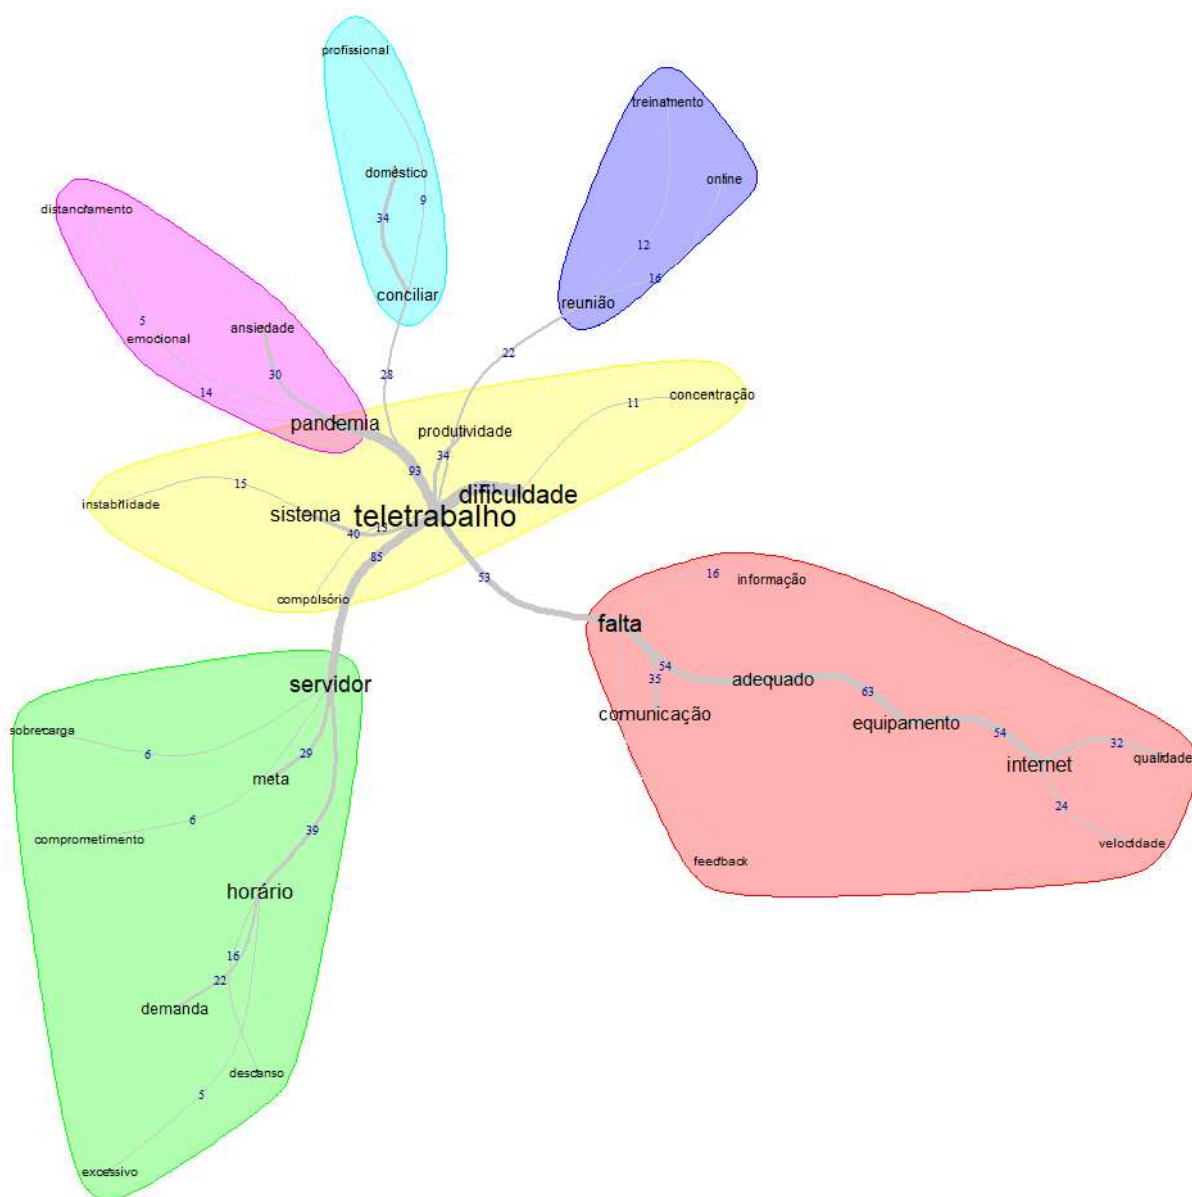 profissional
treinamento
doméstico
online
9
distanciamento
34
12
16
conciliar
reunião
5
ansiedade
emocional
22
30
28
14
concentração
11
pandemia
produtividade
34
93
15
dificuldade
instabilidade
sistema
teletrabalho
40
13
85
53
16
informação
compulsório
falta
54
35
adequado
servidor
63
comunicação
equipamento
sobrecarga
54
32
6
29
internet
qualidade
meta
24
6
39
comprometimento
velocidade
feedback
horário
16
22
demanda
descanso
5
excessivo